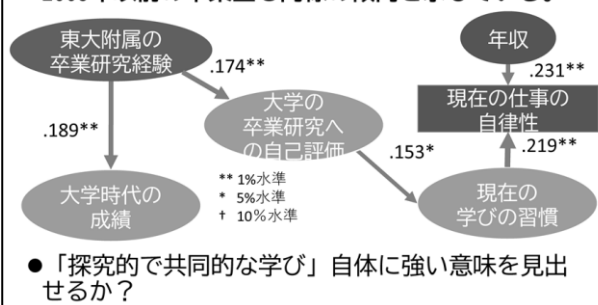 東大附属の
卒業研究経験
年収
.174**
.231**
大学の
卒業研究へ
の自己評価
現在の仕事の
自律性
.189**
.153*
.219**
** 1%水準
* 5%水準
† 10%水準
大学時代の
成績
現在の
学びの習慣
●「探究的で共同的な学び」自体に強い意味を見出
せるか？